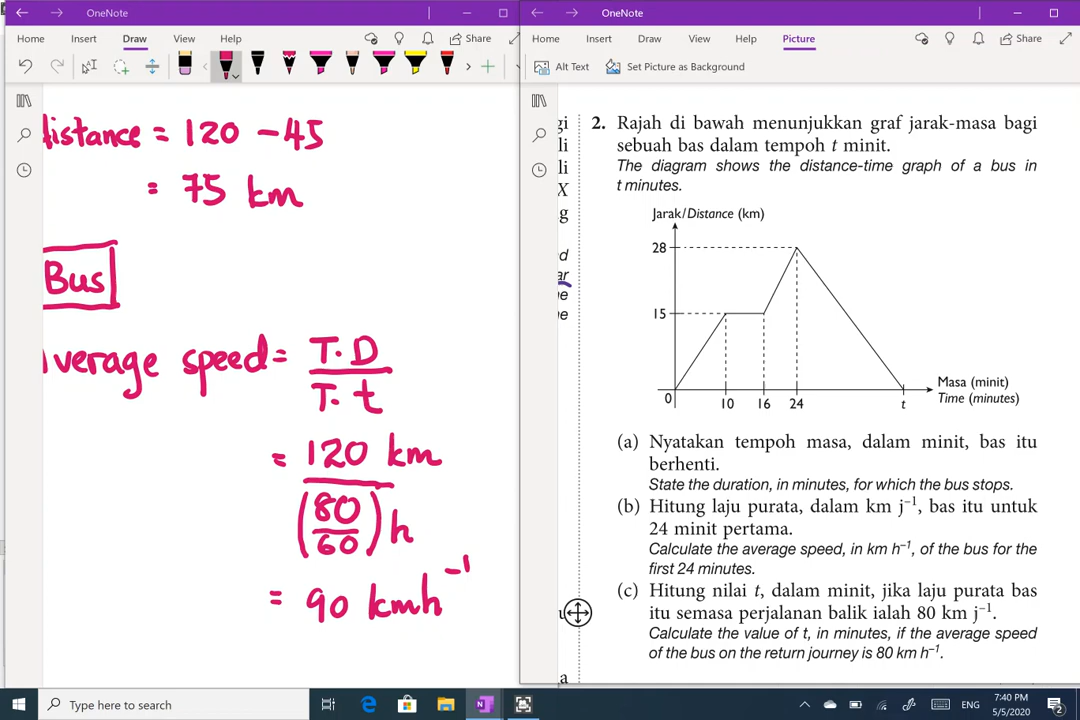 OneNote
Home Insert Draw View Help Share
distance = 120 - 45
= 75 km
Bus
average speed = T.D
T.t
= 120 km
(80
60) h
= 90 kmh⁻¹
Type here to search
OneNote
Home Insert Draw View Help Picture Share
Alt Text Set Picture as Background
gi
li
li
X
g
d
ar
e
e
a
2. Rajah di bawah menunjukkan graf jarak-masa bagi
sebuah bas dalam tempoh t minit.
The diagram shows the distance-time graph of a bus in
t minutes.
Jarak/Distance (km)
28
15
0 10 16 24 t
Masa (minit)
Time (minutes)
(a) Nyatakan tempoh masa, dalam minit, bas itu
berhenti.
State the duration, in minutes, for which the bus stops.
(b) Hitung laju purata, dalam km j⁻¹, bas itu untuk
24 minit pertama.
Calculate the average speed, in km h⁻¹, of the bus for the
first 24 minutes.
(c) Hitung nilai t, dalam minit, jika laju purata bas
itu semasa perjalanan balik ialah 80 km j⁻¹.
Calculate the value of t, in minutes, if the average speed
of the bus on the return journey is 80 km h⁻¹.
ENG
7:40 PM
5/5/2020
2